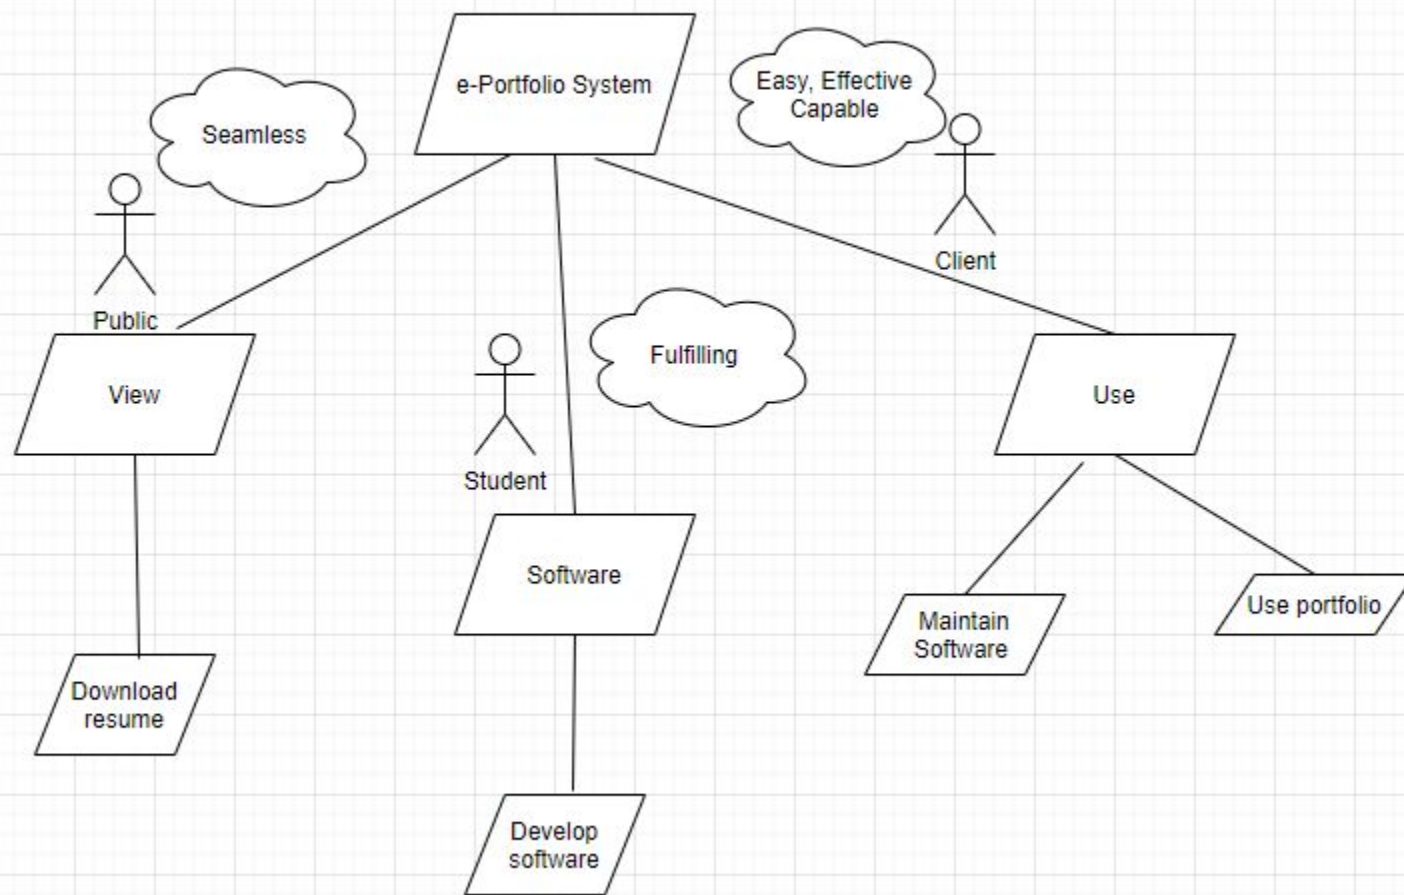 e-Portfolio System
Easy, Effective
Capable
Seamless
Client
Public
Fulfilling
View
Use
Student
Software
Use portfolio
Maintain
Software
Download
resume
Develop
software